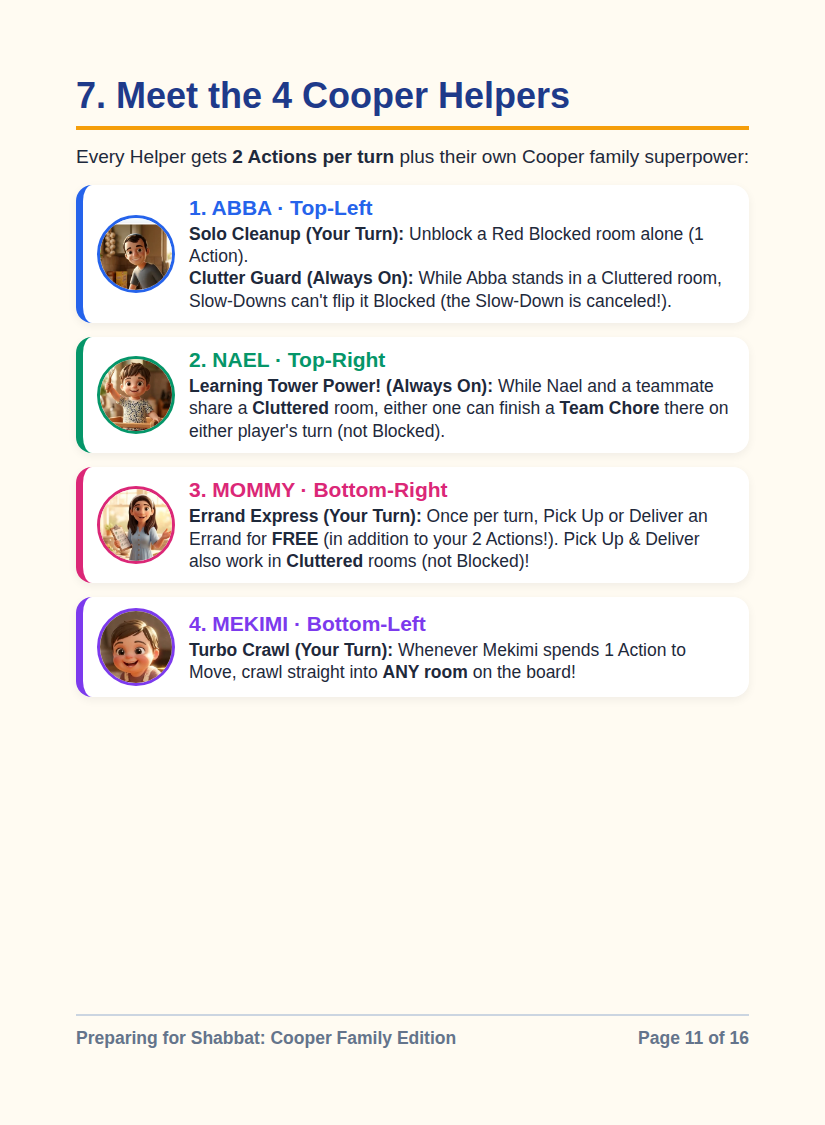 7. Meet the 4 Cooper Helpers
Every Helper gets 2 Actions per turn plus their own Cooper family superpower:
1. ABBA · Top-Left
Solo Cleanup (Your Turn): Unblock a Red Blocked room alone (1
Action).
Clutter Guard (Always On): While Abba stands in a Cluttered room,
Slow-Downs can't flip it Blocked (the Slow-Down is canceled!).
2. NAEL · Top-Right
Learning Tower Power! (Always On): While Nael and a teammate
share a Cluttered room, either one can finish a Team Chore there on
either player's turn (not Blocked).
3. MOMMY · Bottom-Right
Errand Express (Your Turn): Once per turn, Pick Up or Deliver an
Errand for FREE (in addition to your 2 Actions!). Pick Up & Deliver
also work in Cluttered rooms (not Blocked)!
4. MEKIMI · Bottom-Left
Turbo Crawl (Your Turn): Whenever Mekimi spends 1 Action to
Move, crawl straight into ANY room on the board!
Preparing for Shabbat: Cooper Family Edition
Page 11 of 16